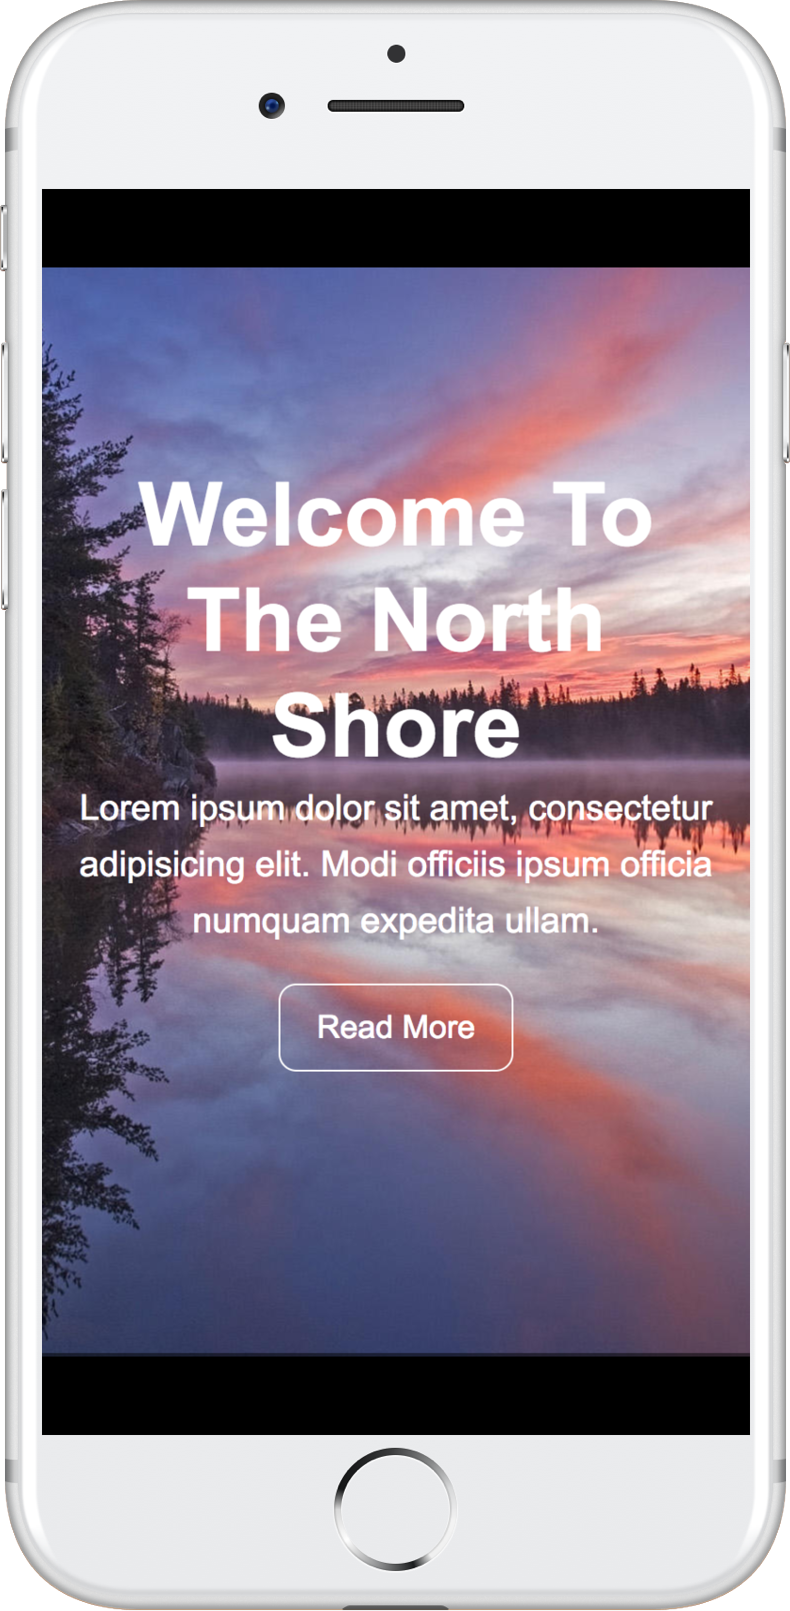 Welcome To
The North
Shore
Lorem ipsum dolor sit amet, consectetur
adipisicing elit. Modi officiis ipsum officia
numquam expedita ullam.
Read More